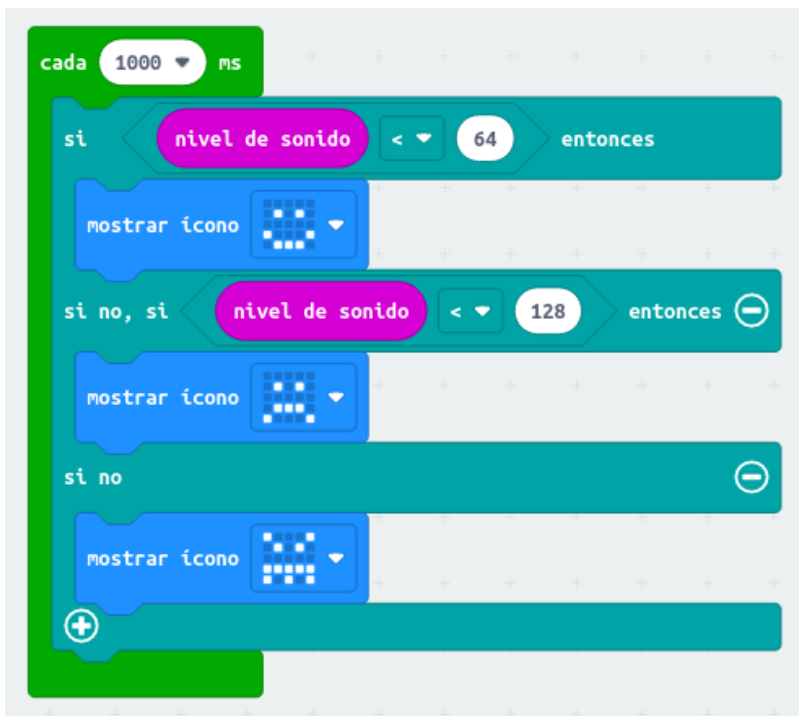 cada 1000 ms
si nivel de sonido < 64 entonces
mostrar ícono
si no, si nivel de sonido < 128 entonces
mostrar ícono
si no
mostrar ícono